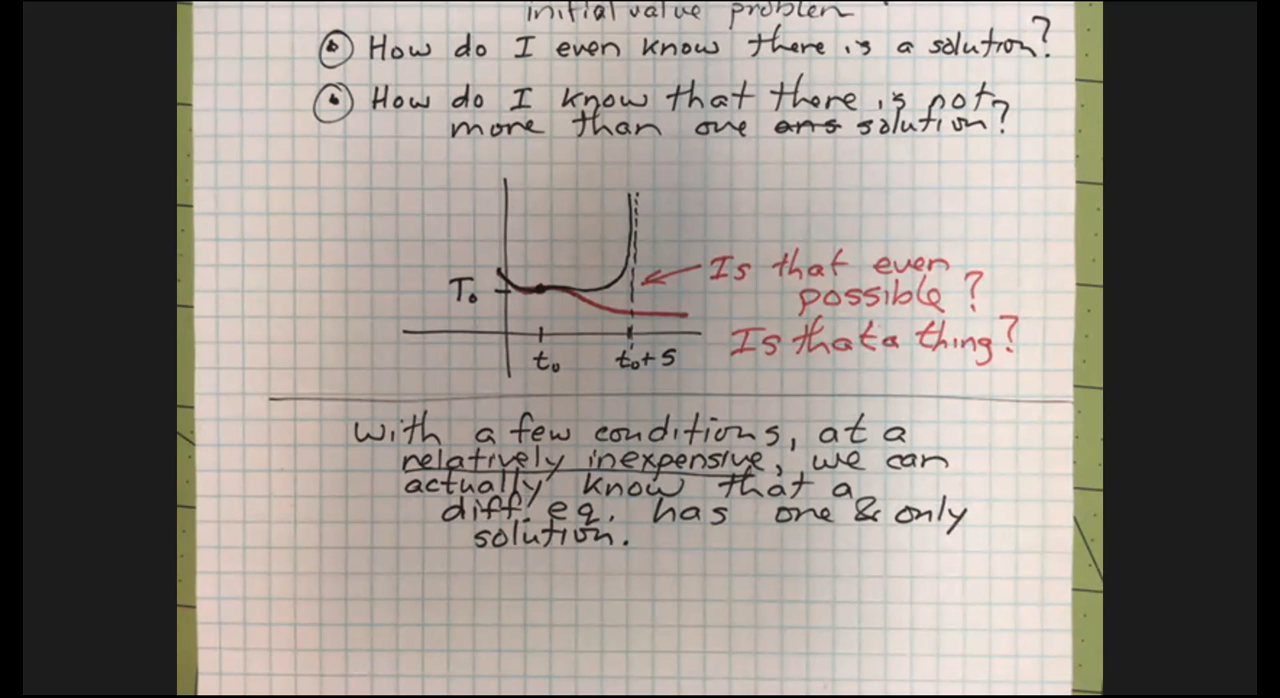 initial value problem
How do I even know there is a solution?
How do I know that there is not
more than one ans solution?
Is that even
possible?
T₀
Is that a thing?
t₀
t₀+5
with a few conditions, at a
relatively inexpensive, we can
actually know that a
diff. eq. has one & only
solution.